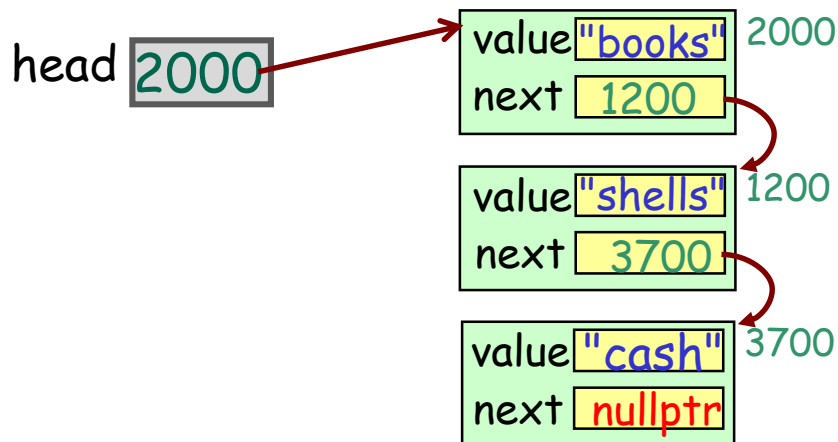 head 2000
value "books" 2000
next 1200
value "shells" 1200
next 3700
value "cash" 3700
next nullptr